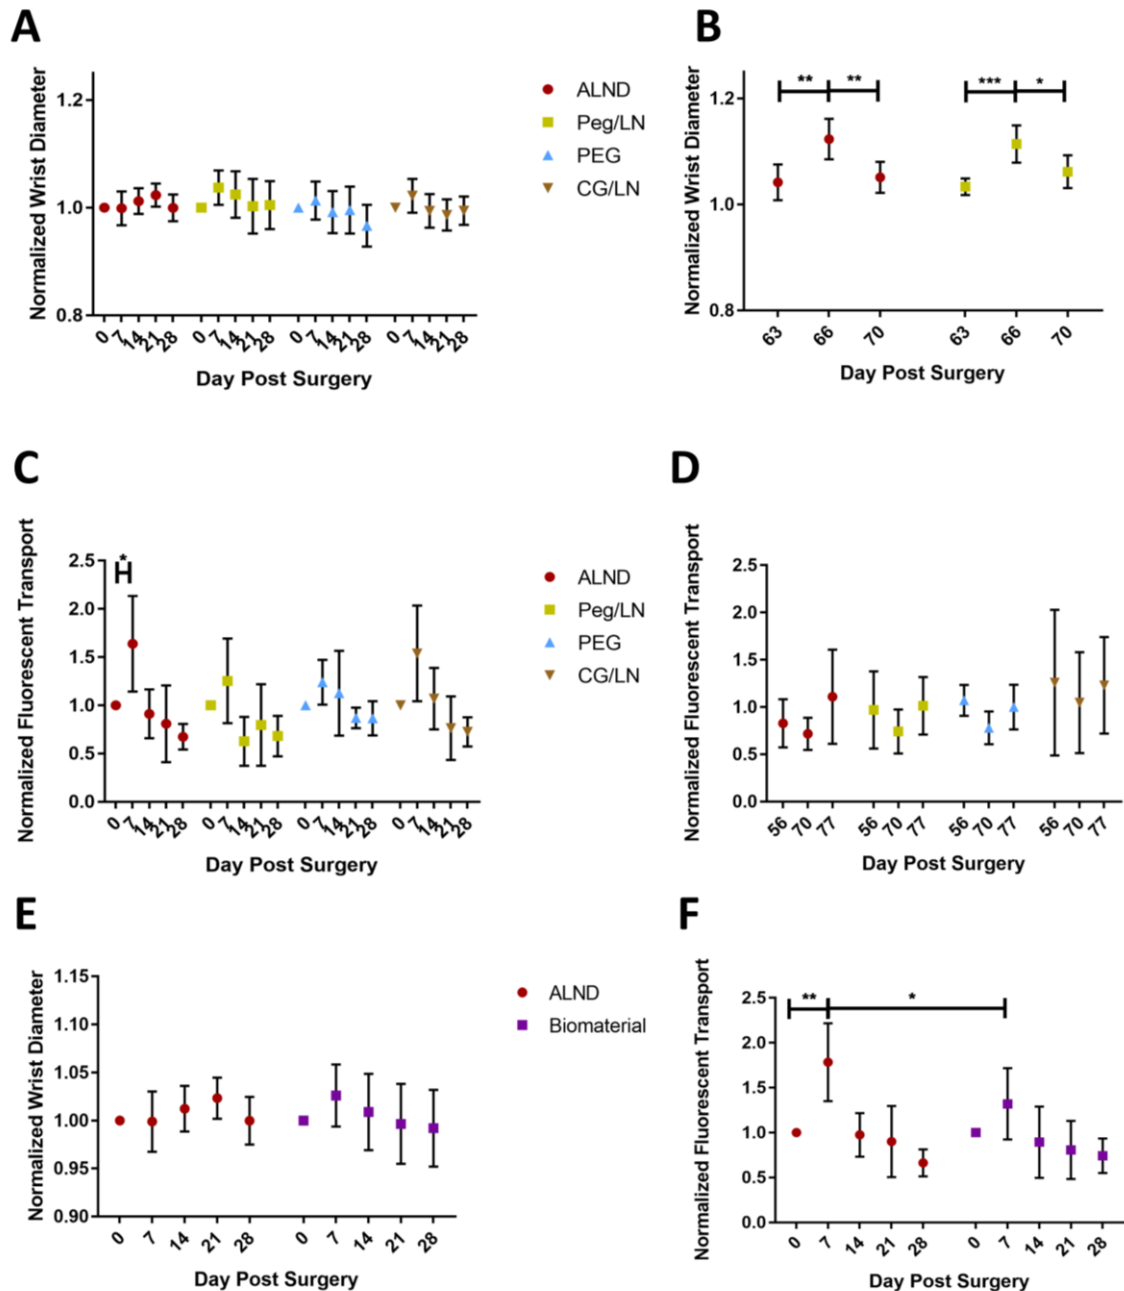 A
Normalized Wrist Diameter
1.2
1.0
0.8
0 7 14 21 28 0 7 14 21 28 0 7 14 21 28 0 7 14 21 28
Day Post Surgery
ALND
Peg/LN
PEG
CG/LN
B
Normalized Wrist Diameter
** ** *** *
1.2
1.0
0.8
63 66 70 63 66 70
Day Post Surgery
C
Normalized Fluorescent Transport
*
2.5
2.0
1.5
1.0
0.5
0.0
0 7 14 21 28 0 7 14 21 28 0 7 14 21 28 0 7 14 21 28
Day Post Surgery
ALND
Peg/LN
PEG
CG/LN
D
Normalized Fluorescent Transport
2.5
2.0
1.5
1.0
0.5
0.0
56 70 77 56 70 77 56 70 77 56 70 77
Day Post Surgery
E
Normalized Wrist Diameter
1.15
1.10
1.05
1.00
0.95
0.90
0 7 14 21 28 0 7 14 21 28
Day Post Surgery
ALND
Biomaterial
F
Normalized Fluorescent Transport
** *
2.5
2.0
1.5
1.0
0.5
0.0
0 7 14 21 28 0 7 14 21 28
Day Post Surgery